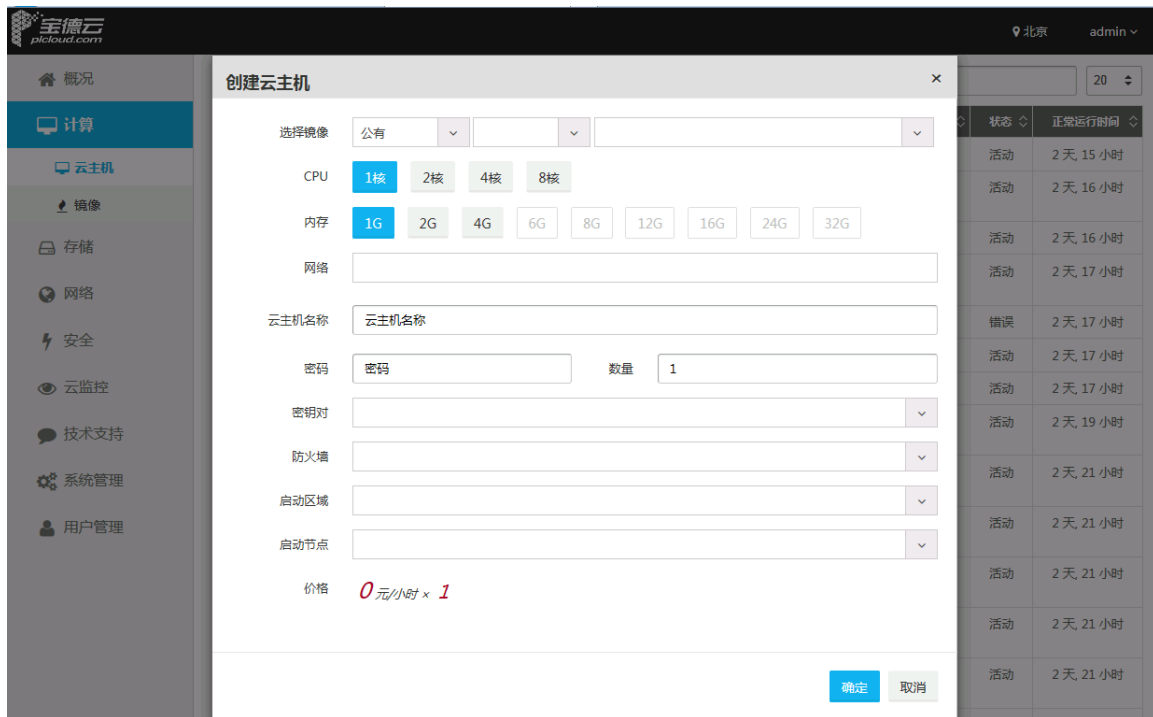 宝德云
plcloud.com
北京 admin
概况
计算
云主机
镜像
存储
网络
安全
云监控
技术支持
系统管理
用户管理
创建云主机 ×
选择镜像 公有
CPU 1核 2核 4核 8核
内存 1G 2G 4G 6G 8G 12G 16G 24G 32G
网络
云主机名称 云主机名称
密码 密码 数量 1
密钥对
防火墙
启动区域
启动节点
价格 0 元/小时 × 1
确定 取消
20
状态 正常运行时间
活动 2 天, 15 小时
活动 2 天, 16 小时
活动 2 天, 16 小时
活动 2 天, 17 小时
错误 2 天, 17 小时
活动 2 天, 17 小时
活动 2 天, 17 小时
活动 2 天, 19 小时
活动 2 天, 21 小时
活动 2 天, 21 小时
活动 2 天, 21 小时
活动 2 天, 21 小时
活动 2 天, 21 小时